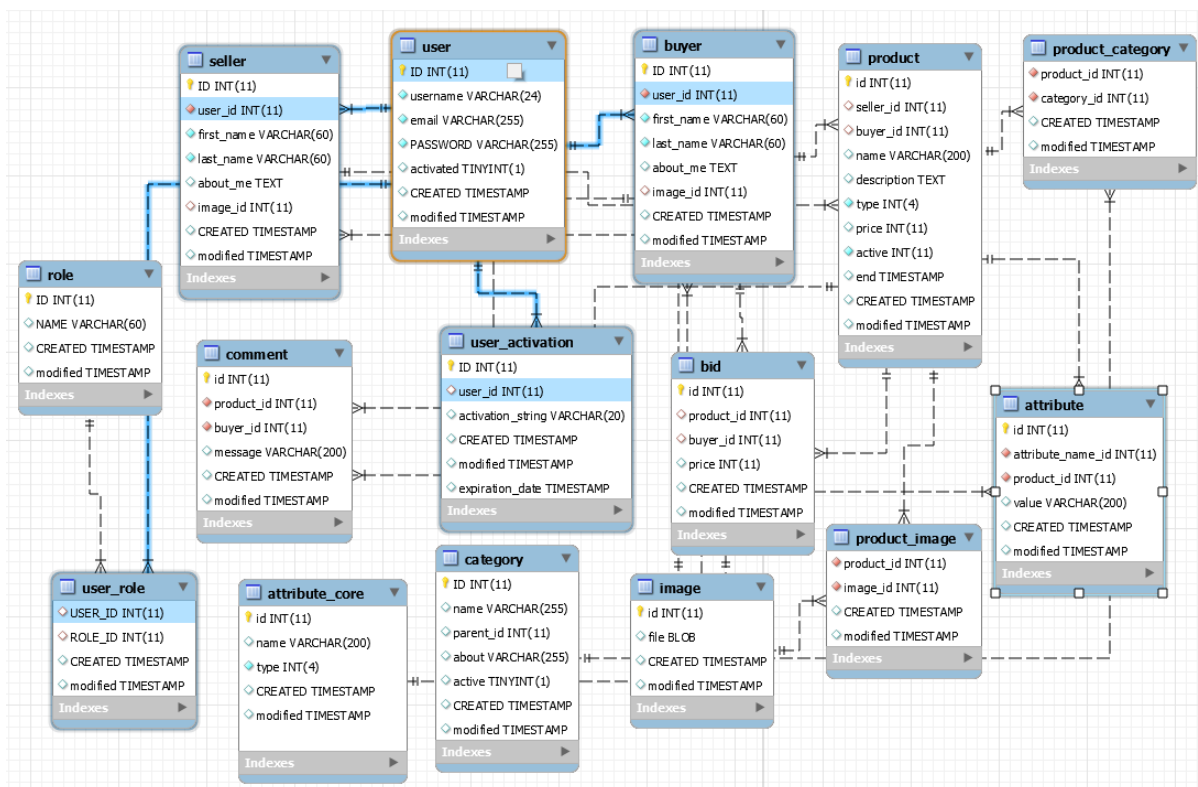 seller
ID INT(11)
user_id INT(11)
first_name VARCHAR(60)
last_name VARCHAR(60)
about_me TEXT
image_id INT(11)
CREATED TIMESTAMP
modified TIMESTAMP
Indexes
user
ID INT(11)
username VARCHAR(24)
email VARCHAR(255)
PASSWORD VARCHAR(255)
activated TINYINT(1)
CREATED TIMESTAMP
modified TIMESTAMP
Indexes
buyer
ID INT(11)
user_id INT(11)
first_name VARCHAR(60)
last_name VARCHAR(60)
about_me TEXT
image_id INT(11)
CREATED TIMESTAMP
modified TIMESTAMP
Indexes
product
id INT(11)
seller_id INT(11)
buyer_id INT(11)
name VARCHAR(200)
description TEXT
type INT(4)
price INT(11)
active INT(11)
end TIMESTAMP
CREATED TIMESTAMP
modified TIMESTAMP
Indexes
product_category
product_id INT(11)
category_id INT(11)
CREATED TIMESTAMP
modified TIMESTAMP
Indexes
role
ID INT(11)
NAME VARCHAR(60)
CREATED TIMESTAMP
modified TIMESTAMP
Indexes
comment
id INT(11)
product_id INT(11)
buyer_id INT(11)
message VARCHAR(200)
CREATED TIMESTAMP
modified TIMESTAMP
Indexes
user_activation
ID INT(11)
user_id INT(11)
activation_string VARCHAR(20)
CREATED TIMESTAMP
modified TIMESTAMP
expiration_date TIMESTAMP
Indexes
bid
id INT(11)
product_id INT(11)
buyer_id INT(11)
price INT(11)
CREATED TIMESTAMP
modified TIMESTAMP
Indexes
attribute
id INT(11)
attribute_name_id INT(11)
product_id INT(11)
value VARCHAR(200)
CREATED TIMESTAMP
modified TIMESTAMP
Indexes
user_role
USER_ID INT(11)
ROLE_ID INT(11)
CREATED TIMESTAMP
modified TIMESTAMP
Indexes
attribute_core
id INT(11)
name VARCHAR(200)
type INT(4)
CREATED TIMESTAMP
modified TIMESTAMP
Indexes
category
ID INT(11)
name VARCHAR(255)
parent_id INT(11)
about VARCHAR(255)
active TINYINT(1)
CREATED TIMESTAMP
modified TIMESTAMP
Indexes
image
id INT(11)
file BLOB
CREATED TIMESTAMP
modified TIMESTAMP
Indexes
product_image
product_id INT(11)
image_id INT(11)
CREATED TIMESTAMP
modified TIMESTAMP
Indexes